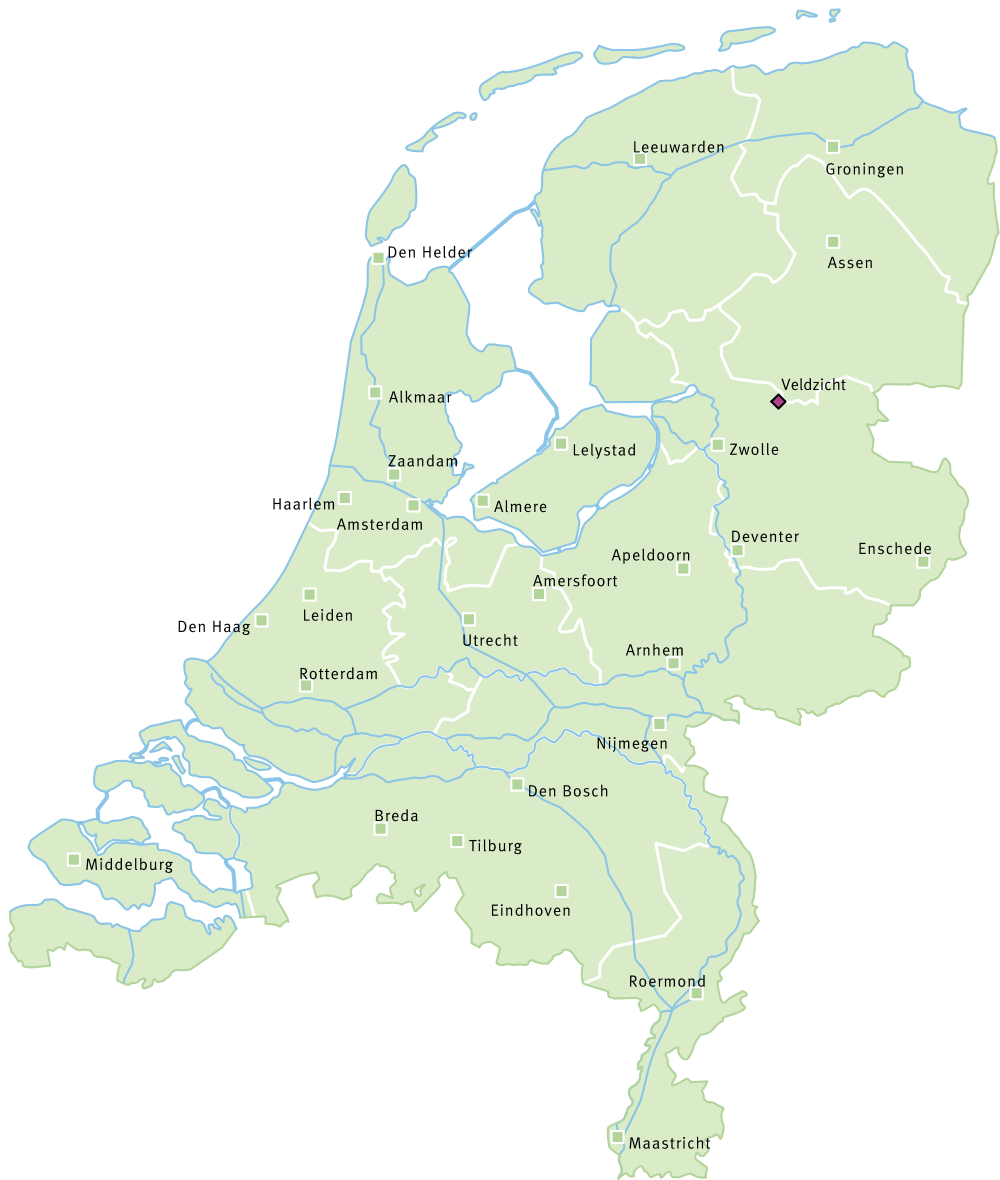 Leeuwarden
Groningen
Den Helder
Assen
Veldzicht
Alkmaar
Lelystad
Zwolle
Zaandam
Haarlem
Almere
Amsterdam
Deventer
Enschede
Apeldoorn
Amersfoort
Leiden
Den Haag
Utrecht
Arnhem
Rotterdam
Nijmegen
Den Bosch
Breda
Tilburg
Middelburg
Eindhoven
Roermond
Maastricht